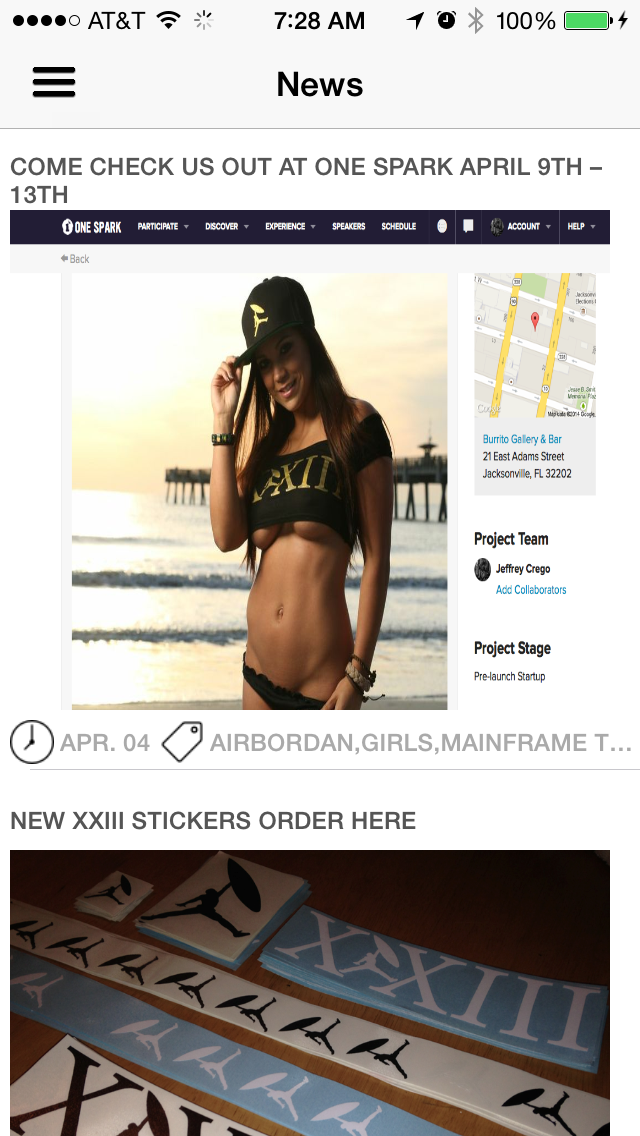 AT&T 7:28 AM 100%
News
COME CHECK US OUT AT ONE SPARK APRIL 9TH –
13TH
ONE SPARK PARTICIPATE DISCOVER EXPERIENCE SPEAKERS SCHEDULE ACCOUNT HELP
Back
XXIII
Google
Burrito Gallery & Bar
21 East Adams Street
Jacksonville, FL 32202
Project Team
Jeffrey Crego
Add Collaborators
Project Stage
Pre-launch Startup
APR. 04 AIRBORDAN,GIRLS,MAINFRAME T...
NEW XXIII STICKERS ORDER HERE
XXIII